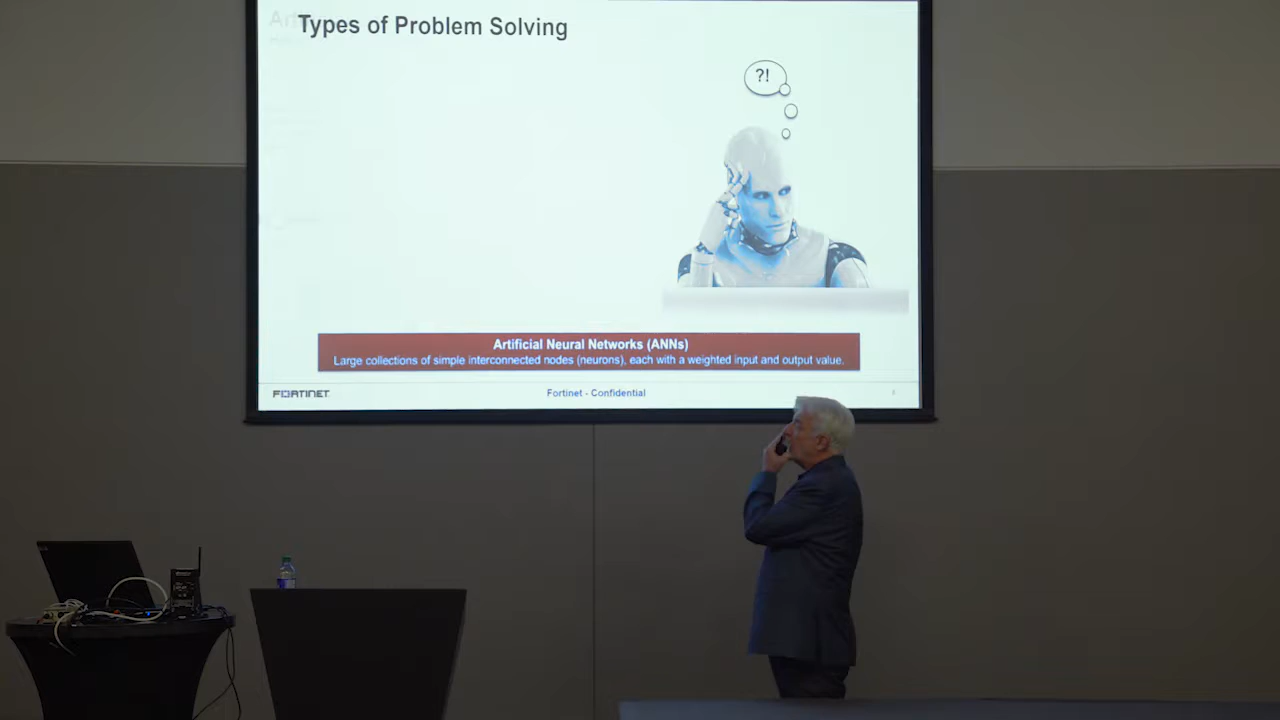 Types of Problem Solving
?!
Artificial Neural Networks (ANNs)
Large collections of simple interconnected nodes (neurons), each with a weighted input and output value.
FORTINET
Fortinet - Confidential